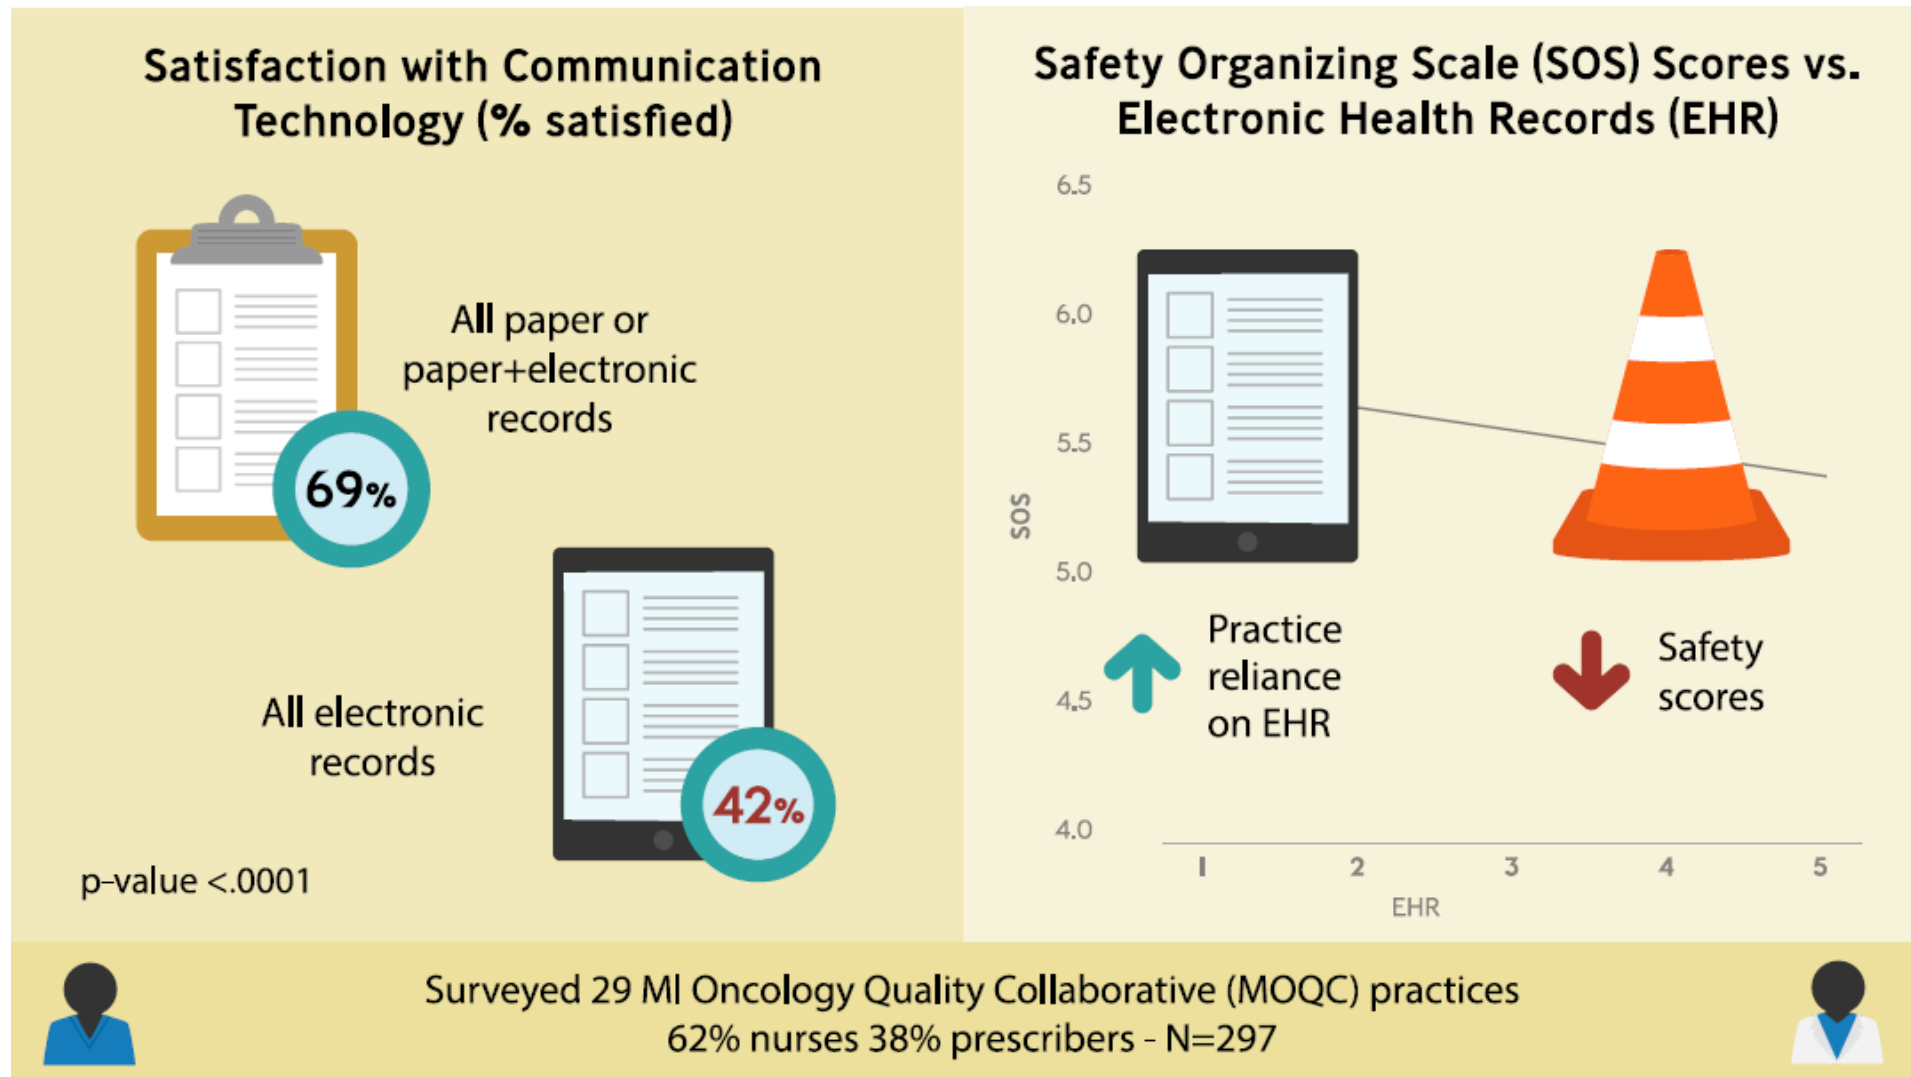 Satisfaction with Communication
Technology (% satisfied)
All paper or
paper+electronic
records
69%
All electronic
records
42%
p-value <.0001
Safety Organizing Scale (SOS) Scores vs.
Electronic Health Records (EHR)
6.5
6.0
5.5
5.0
4.5
4.0
SOS
Practice
reliance
on EHR
Safety
scores
1 2 3 4 5
EHR
Surveyed 29 MI Oncology Quality Collaborative (MOQC) practices
62% nurses 38% prescribers - N=297